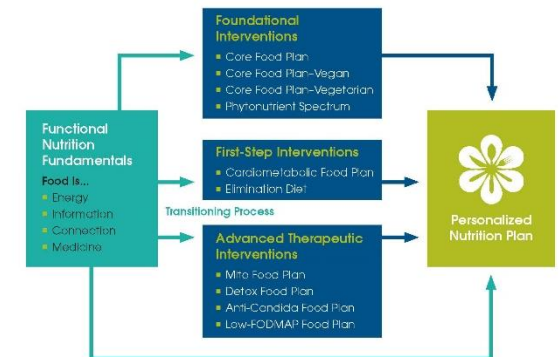 Foundational
Interventions
Core Food Plan
Core Food Plan–Vegan
Core Food Plan–Vegetarian
Phytonutrient Spectrum
Functional
Nutrition
Fundamentals
Food is...
Energy
Information
Connection
Medicine
First-Step Interventions
Cardiometabolic Food Plan
Elimination Diet
Transitioning Process
Advanced Therapeutic
Interventions
Mito Food Plan
Detox Food Plan
Anti-Candida Food Plan
Low-FODMAP Food Plan
Personalized
Nutrition Plan